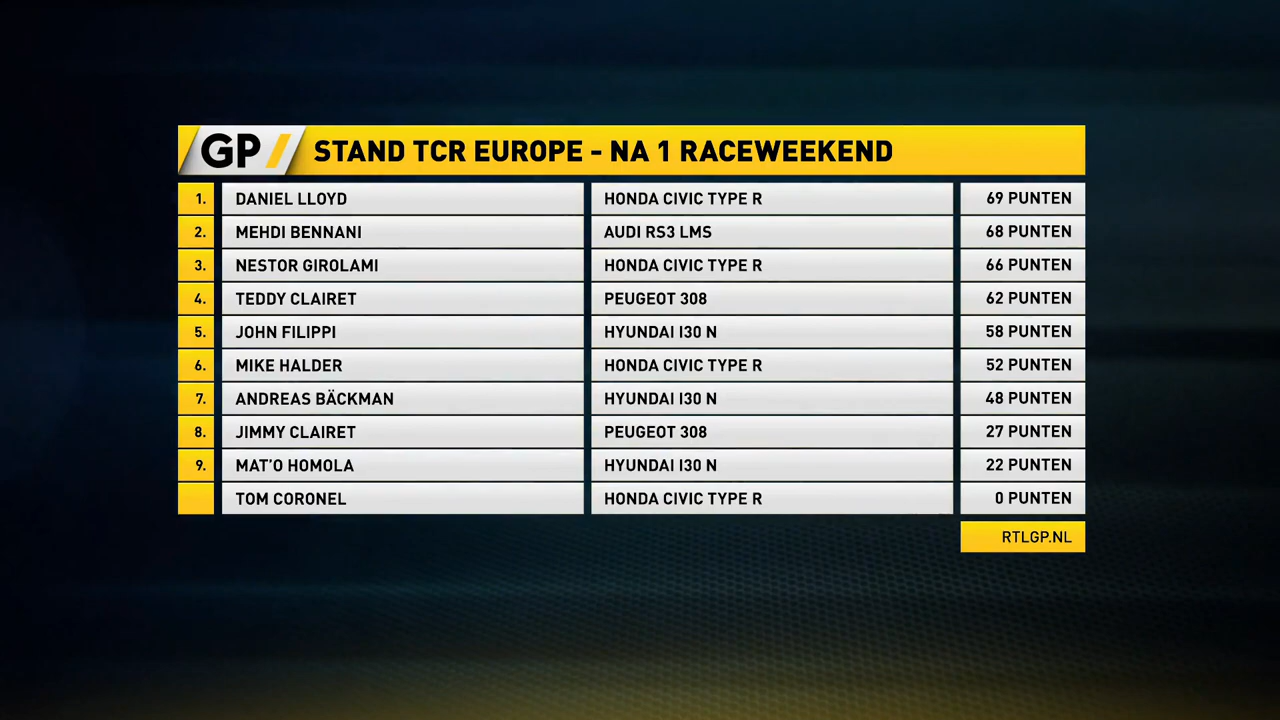 GP STAND TCR EUROPE - NA 1 RACEWEEKEND
1. DANIEL LLOYD HONDA CIVIC TYPE R 69 PUNTEN
2. MEHDI BENNANI AUDI RS3 LMS 68 PUNTEN
3. NESTOR GIROLAMI HONDA CIVIC TYPE R 66 PUNTEN
4. TEDDY CLAIRET PEUGEOT 308 62 PUNTEN
5. JOHN FILIPPI HYUNDAI I30 N 58 PUNTEN
6. MIKE HALDER HONDA CIVIC TYPE R 52 PUNTEN
7. ANDREAS BÄCKMAN HYUNDAI I30 N 48 PUNTEN
8. JIMMY CLAIRET PEUGEOT 308 27 PUNTEN
9. MAT'O HOMOLA HYUNDAI I30 N 22 PUNTEN
TOM CORONEL HONDA CIVIC TYPE R 0 PUNTEN
RTLGP.NL